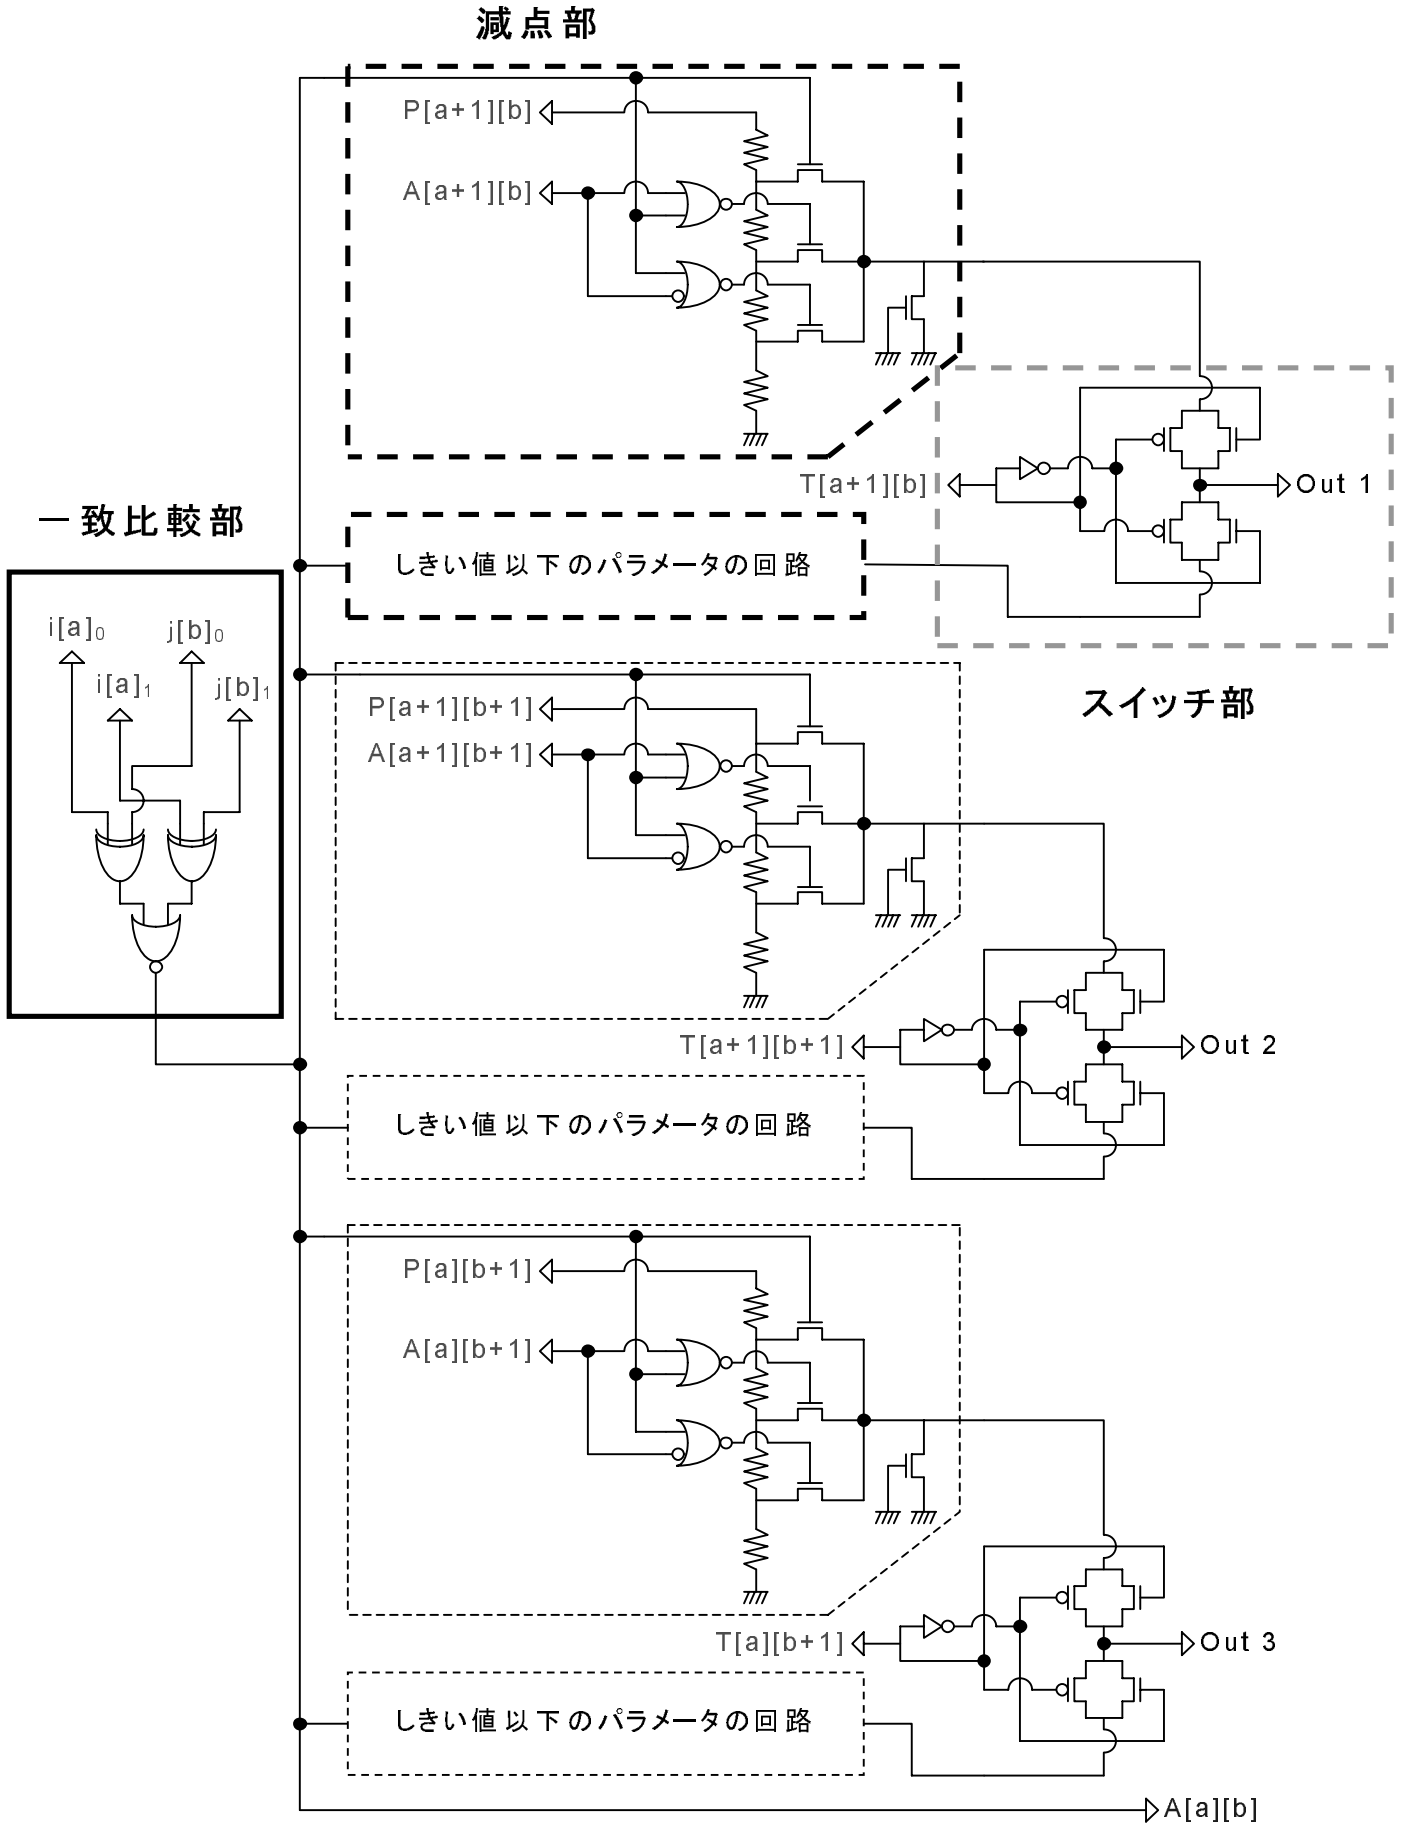 減点部
P[a+1][b]
A[a+1][b]
T[a+1][b]
Out 1
一致比較部
しきい値以下のパラメータの回路
i[a]0
j[b]0
i[a]1
j[b]1
スイッチ部
P[a+1][b+1]
A[a+1][b+1]
T[a+1][b+1]
Out 2
しきい値以下のパラメータの回路
P[a][b+1]
A[a][b+1]
T[a][b+1]
Out 3
しきい値以下のパラメータの回路
A[a][b]